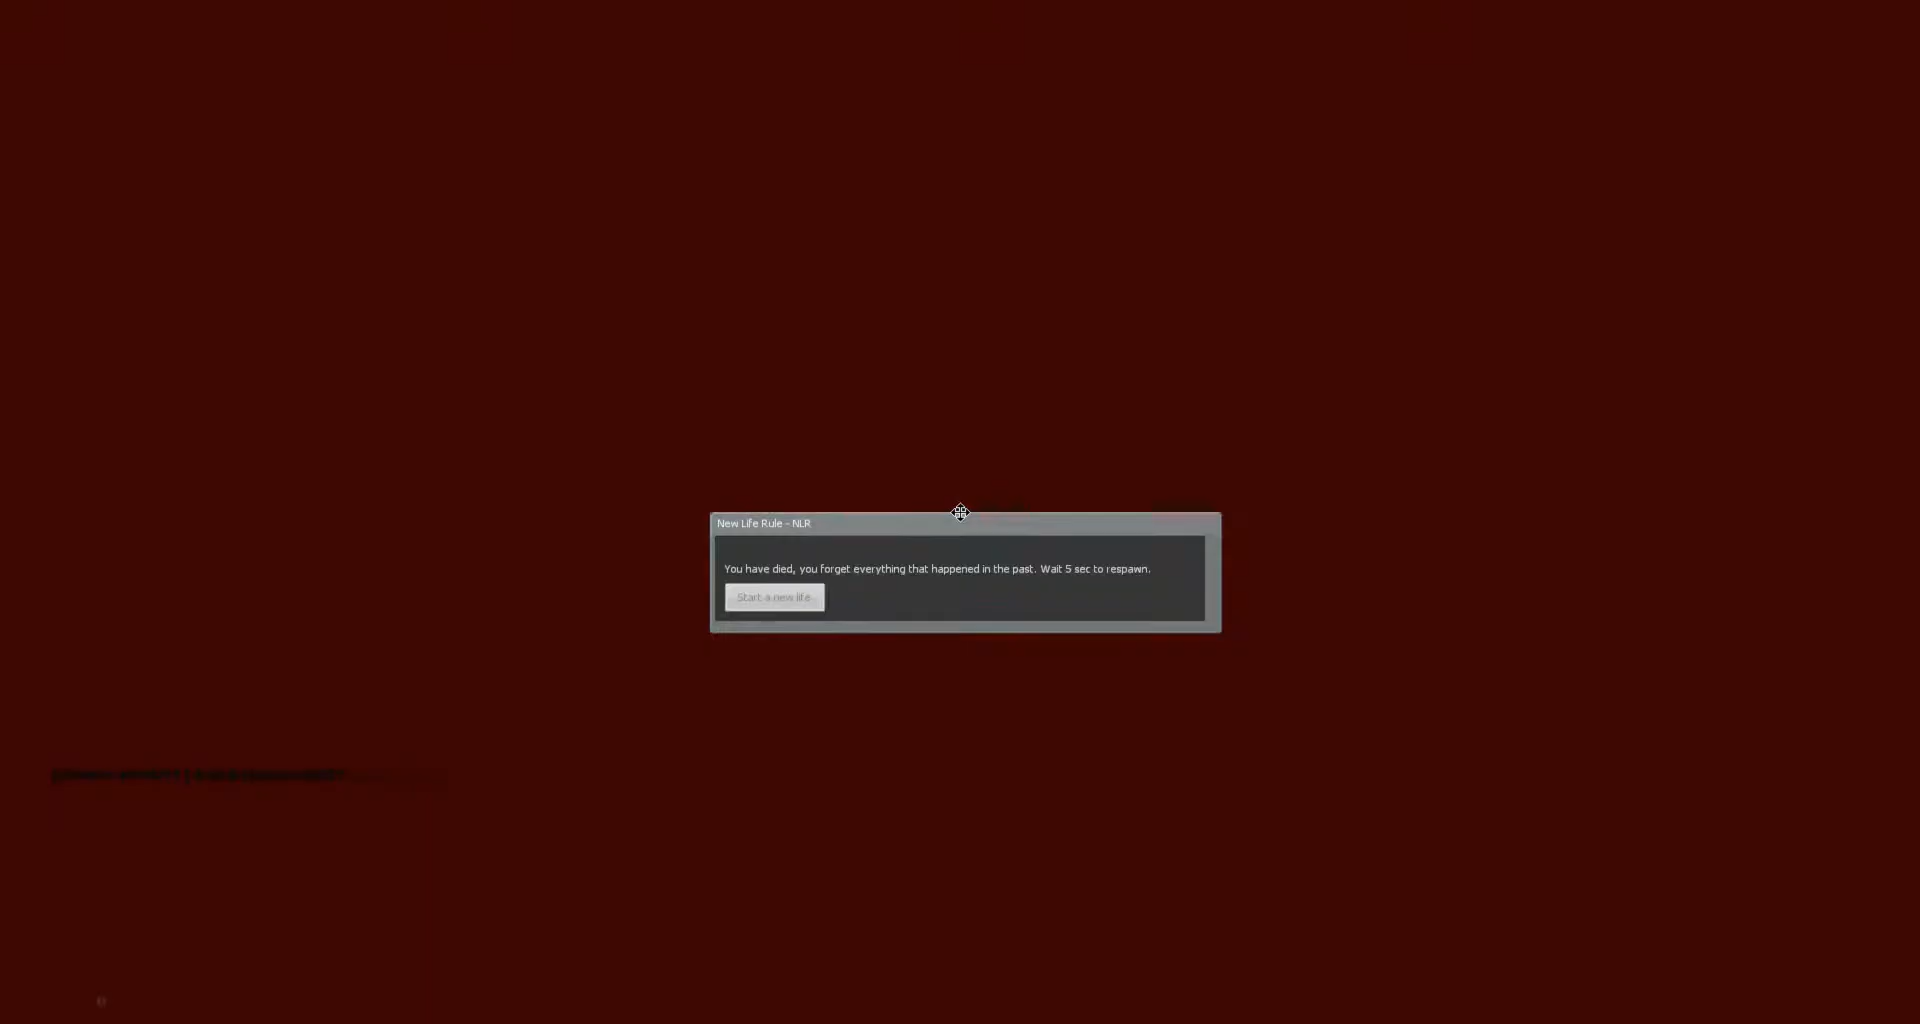 New Life Rule - NLR
You have died, you forget everything that happened in the past. Wait 5 sec to respawn.
Start a new life